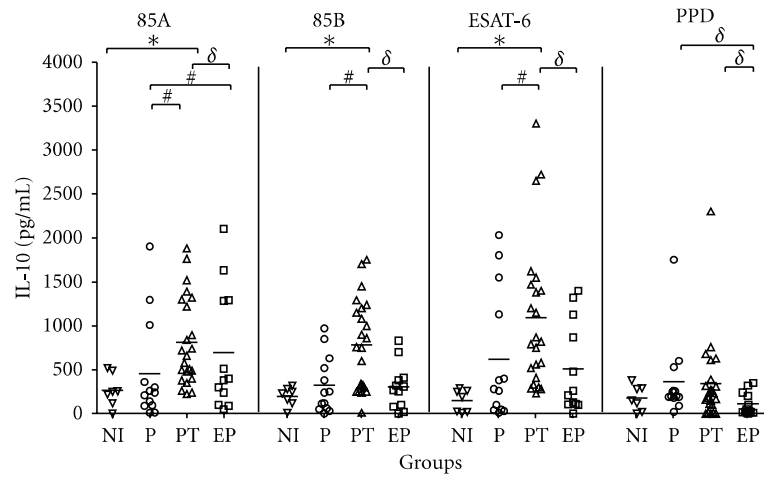 85A 85B ESAT-6 PPD
* * * δ
δ δ δ δ
# # #
#
4000
3500
3000
2500
2000
1500
1000
500
0
IL-10 (pg/mL)
NI P PT EP NI P PT EP NI P PT EP NI P PT EP
Groups